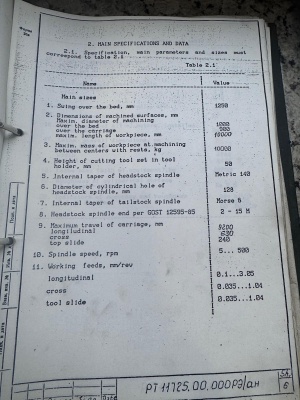 2. MAIN SPECIFICATIONS AND DATA
2.1. Specification, main parameters and sizes must
correspond to table 2.1
Table 2.1
Name Value
Main sizes
1. Swing over the bed, mm 1250
2. Dimensions of machined surfaces, mm
Maxim. diameter of machining
over the bed 1000
over the carriage 900
maxim. length of workpiece, mm 10000
3. Maxim. mass of workpiece at machining
between centers with rests, kg 10000
4. Height of cutting tool set in tool
holder, mm 50
5. Internal taper of headstock spindle Metric 140
6. Diameter of cylindrical hole of
headstock spindle, mm 128
7. Internal taper of tailstock spindle Morse 6
8. Headstock spindle end per GOST 12595-85 2 - 15 M
9. Maximum travel of carriage, mm
longitudinal 9200
cross 630
top slide 240
10. Spindle speed, rpm 5... 500
11. Working feeds, mm/rev
longitudinal 0.1...3.05
cross 0.035...1.04
tool slide 0.035...1.04
РТ 11725.00.000РЭ/АН
6